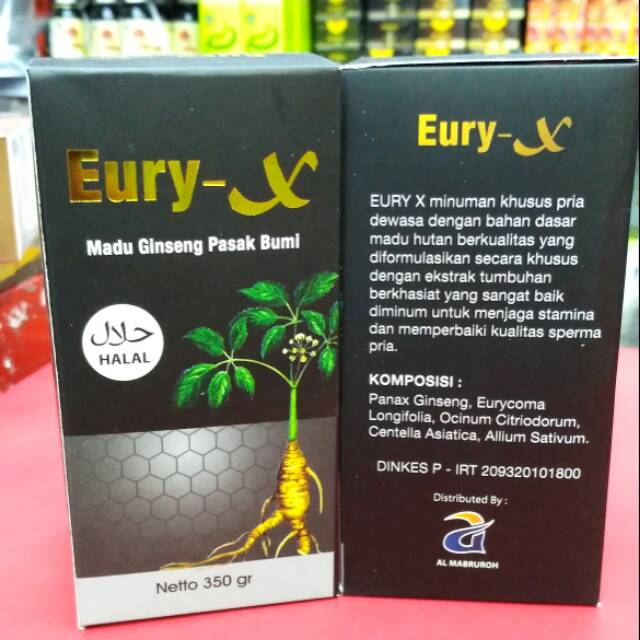 Eury-X
Madu Ginseng Pasak Bumi
حلال
HALAL
Netto 350 gr
Eury-X
EURY X minuman khusus pria
dewasa dengan bahan dasar
madu hutan berkualitas yang
diformulasikan secara khusus
dengan ekstrak tumbuhan
berkhasiat yang sangat baik
diminum untuk menjaga stamina
dan memperbaiki kualitas sperma
pria.
KOMPOSISI :
Panax Ginseng, Eurycoma
Longifolia, Ocinum Citriodorum,
Centella Asiatica, Allium Sativum.
DINKES P - IRT 209320101800
Distributed By :
AL MABRUROH